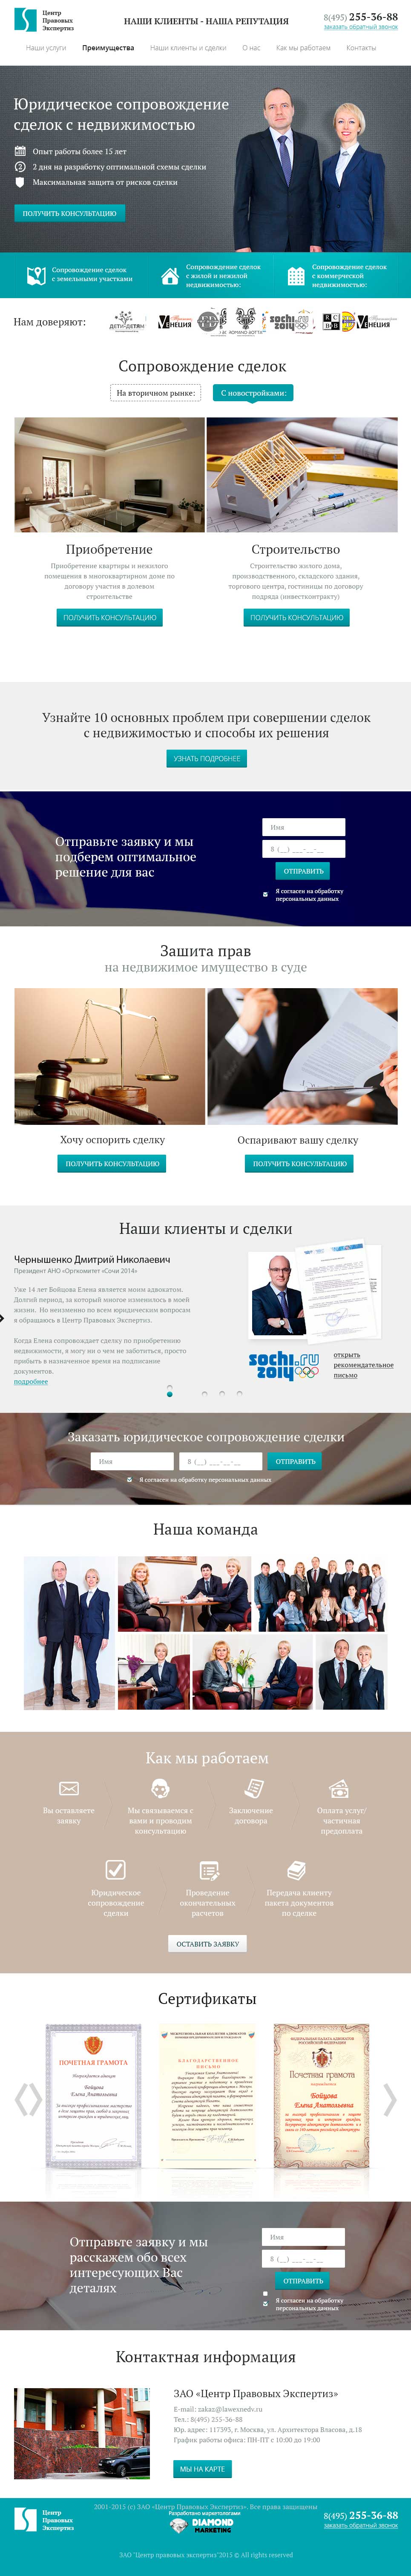 Центр
Правовых
Экспертиз
НАШИ КЛИЕНТЫ - НАША РЕПУТАЦИЯ
8(495) 255-36-88
заказать обратный звонок
Наши услуги Преимущества Наши клиенты и сделки О нас Как мы работаем Контакты
Юридическое сопровождение
сделок с недвижимостью
Опыт работы более 15 лет
2 дня на разработку оптимальной схемы сделки
Максимальная защита от рисков сделки
ПОЛУЧИТЬ КОНСУЛЬТАЦИЮ
Сопровождение сделок
с земельными участками
Сопровождение сделок
с жилой и нежилой
недвижимостью:
Сопровождение сделок
с коммерческой
недвижимостью:
Нам доверяют:
ДЕТИ-ДЕТЯМ
sochi.ru
2014
Сопровождение сделок
На вторичном рынке:
С новостройками:
Приобретение
Приобретение квартиры и нежилого
помещения в многоквартирном доме по
договору участия в долевом
строительстве
ПОЛУЧИТЬ КОНСУЛЬТАЦИЮ
Строительство
Строительство жилого дома,
производственного, складского здания,
торгового центра, гостиницы по договору
подряда (инвестконтракту)
ПОЛУЧИТЬ КОНСУЛЬТАЦИЮ
Узнайте 10 основных проблем при совершении сделок
с недвижимостью и способы их решения
УЗНАТЬ ПОДРОБНЕЕ
Отправьте заявку и мы
подберем оптимальное
решение для вас
Имя
8 (__) ___-__-__
ОТПРАВИТЬ
Я согласен на обработку
персональных данных
Зашита прав
на недвижимое имущество в суде
Хочу оспорить сделку
ПОЛУЧИТЬ КОНСУЛЬТАЦИЮ
Оспаривают вашу сделку
ПОЛУЧИТЬ КОНСУЛЬТАЦИЮ
Наши клиенты и сделки
Чернышенко Дмитрий Николаевич
Президент АНО «Оргкомитет «Сочи 2014»
Уже 14 лет Бойцова Елена является моим адвокатом.
Долгий период, за который многое изменилось в моей
жизни. Но неизменно по всем юридическим вопросам
я обращаюсь в Центр Правовых Экспертиз.
Когда Елена сопровождает сделку по приобретению
недвижимости, я могу ни о чем не заботиться, просто
прибыть в назначенное время на подписание
документов.
подробнее
sochi.ru
2014
открыть
рекомендательное
письмо
Заказать юридическое сопровождение сделки
Имя
8 (__) ___-__-__
ОТПРАВИТЬ
Я согласен на обработку персональных данных
Наша команда
Как мы работаем
Вы оставляете
заявку
Мы связываемся с
вами и проводим
консультацию
Заключение
договора
Оплата услуг/
частичная
предоплата
Юридическое
сопровождение
сделки
Проведение
окончательных
расчетов
Передача клиенту
пакета документов
по сделке
ОСТАВИТЬ ЗАЯВКУ
Сертификаты
ПОЧЕТНАЯ ГРАМОТА
Бойцова
Елена Анатольевна
БЛАГОДАРСТВЕННОЕ
ПИСЬМО
Почетная грамота
Бойцова
Елена Анатольевна
Отправьте заявку и мы
расскажем обо всех
интересующих Вас
деталях
Имя
8 (__) ___-__-__
ОТПРАВИТЬ
Я согласен на обработку
персональных данных
Контактная информация
ЗАО «Центр Правовых Экспертиз»
E-mail: zakaz@lawexnedv.ru
Тел.: 8(495) 255-36-88
Юр. адрес: 117393, г. Москва, ул. Архитектора Власова, д.18
График работы офиса: ПН-ПТ с 10:00 до 19:00
МЫ НА КАРТЕ
Центр
Правовых
Экспертиз
2001-2015 (с) ЗАО «Центр Правовых Экспертиз». Все права защищены
Разработано маркетологами
DIAMOND
MARKETING
8(495) 255-36-88
заказать обратный звонок
ЗАО "Центр правовых экспертиз"2015 © All rights reserved